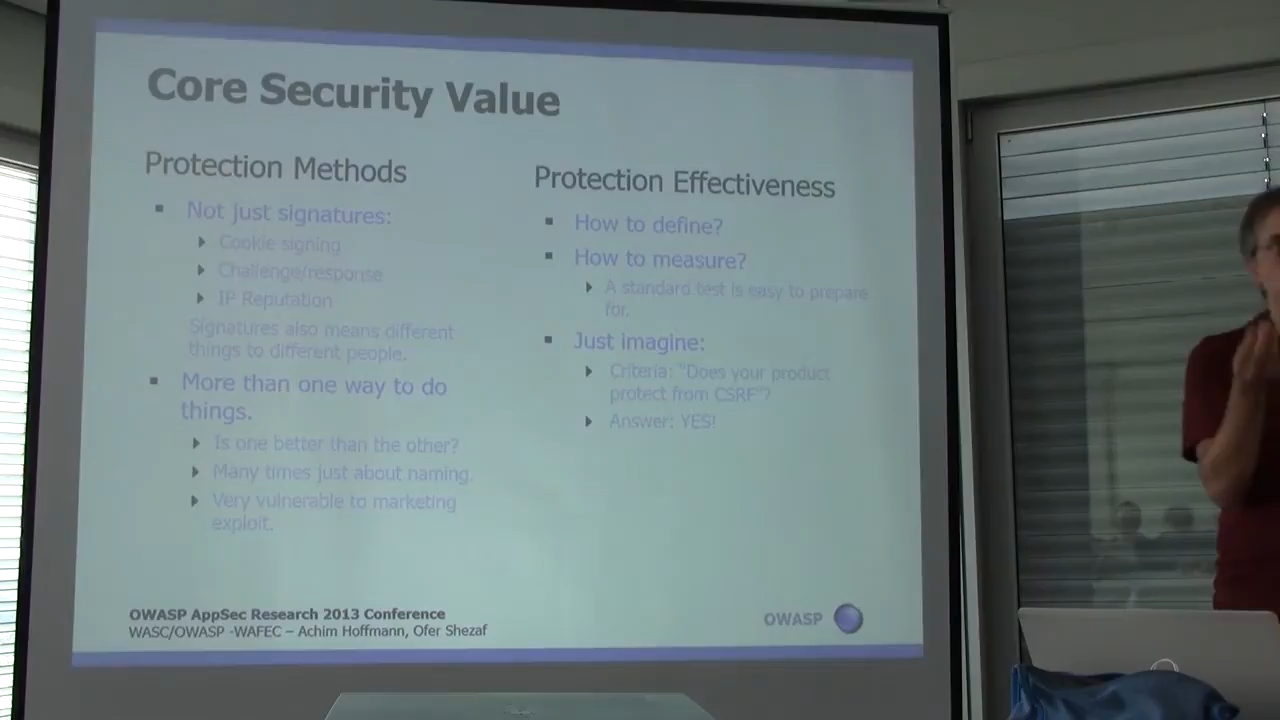 Core Security Value
Protection Methods
Not just signatures:
Cookie signing
Challenge/response
IP Reputation
Signatures also means different
things to different people.
More than one way to do
things.
Is one better than the other?
Many times just about naming.
Very vulnerable to marketing
exploit.
Protection Effectiveness
How to define?
How to measure?
A standard test is easy to prepare
for.
Just imagine:
Criteria: "Does your product
protect from CSRF"?
Answer: YES!
OWASP AppSec Research 2013 Conference
WASC/OWASP -WAFEC – Achim Hoffmann, Ofer Shezaf
OWASP